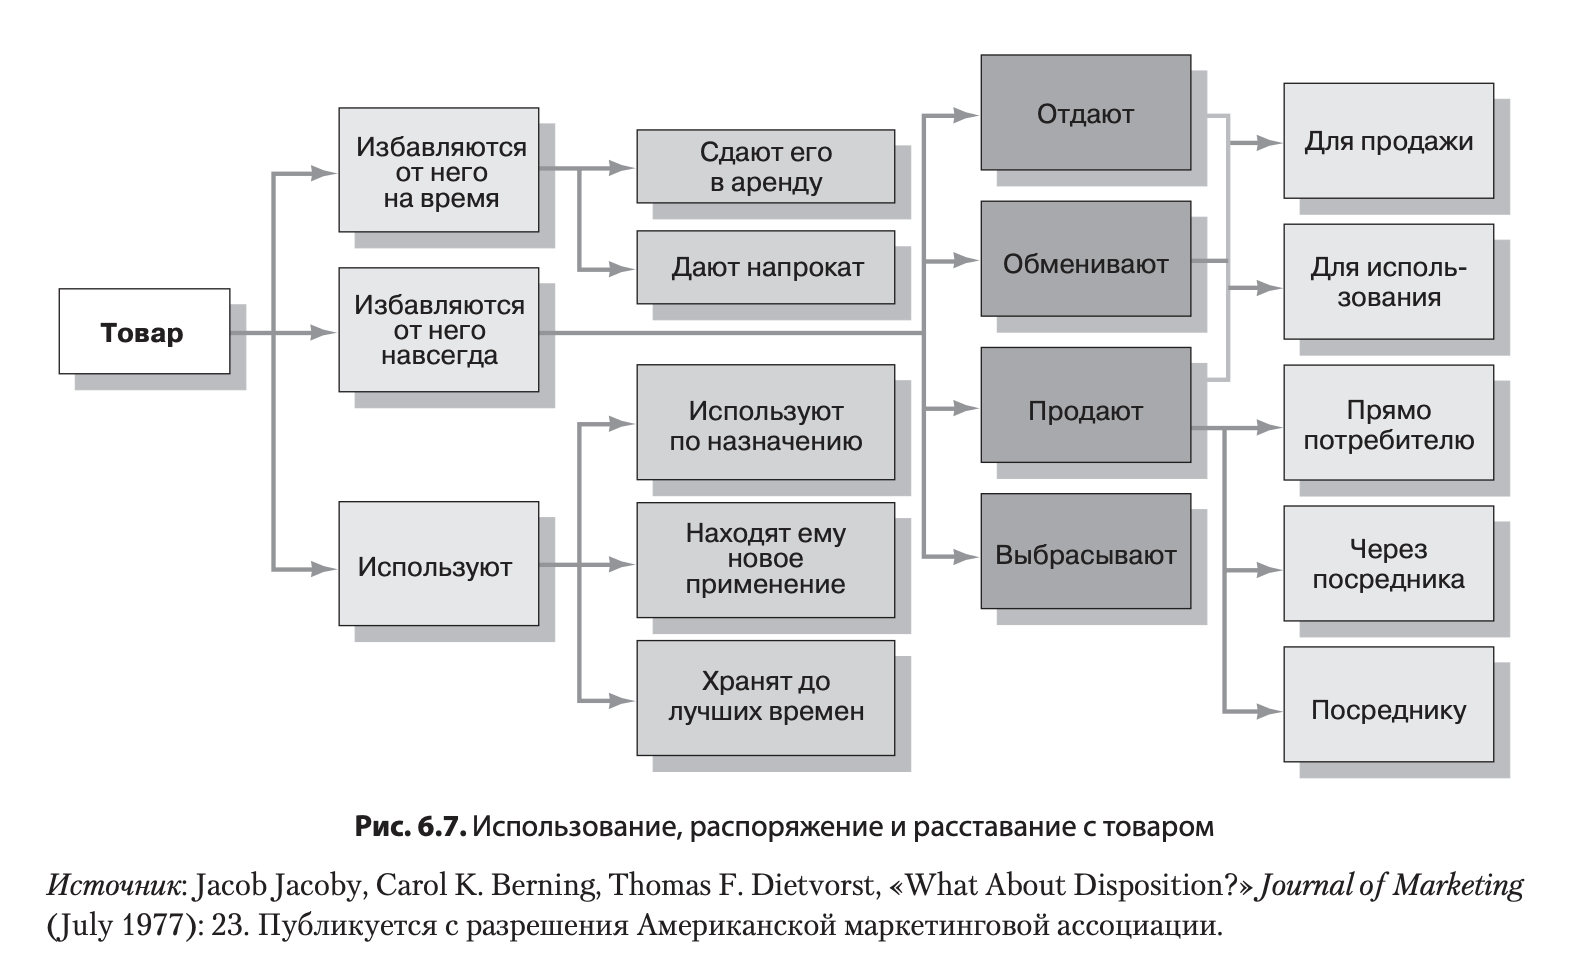 Товар
Избавляются
от него
на время
Избавляются
от него
навсегда
Используют
Сдают его
в аренду
Дают напрокат
Используют
по назначению
Находят ему
новое
применение
Хранят до
лучших времен
Отдают
Обменивают
Продают
Выбрасывают
Для продажи
Для исполь-
зования
Прямо
потребителю
Через
посредника
Посреднику
Рис. 6.7. Использование, распоряжение и расставание с товаром
Источник: Jacob Jacoby, Carol K. Berning, Thomas F. Dietvorst, «What About Disposition?» Journal of Marketing
(July 1977): 23. Публикуется с разрешения Американской маркетинговой ассоциации.